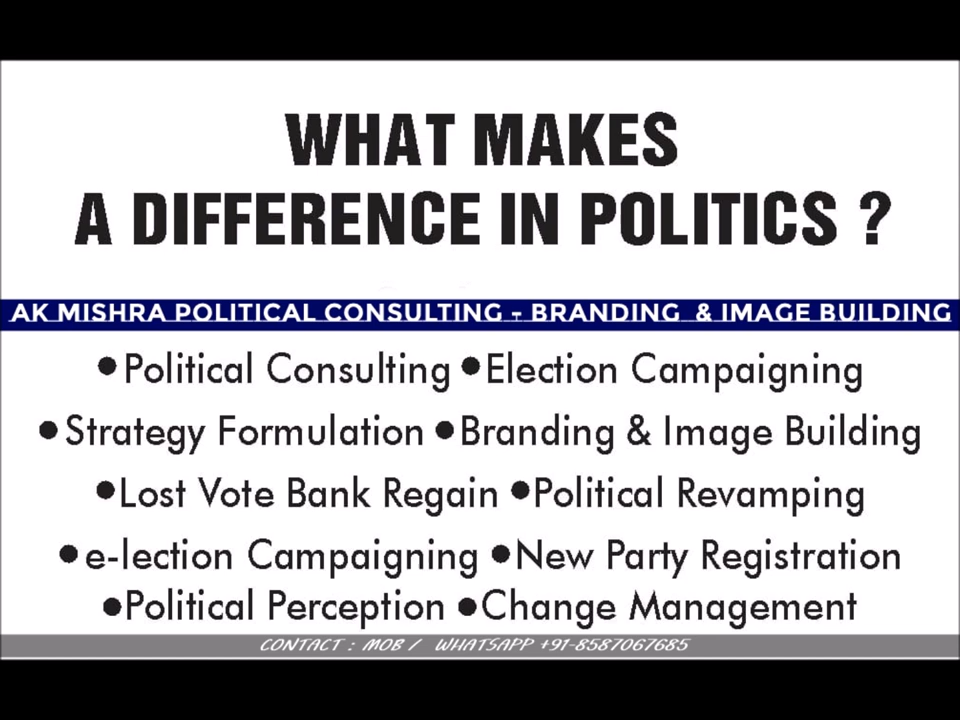 WHAT MAKES
A DIFFERENCE IN POLITICS ?
AK MISHRA POLITICAL CONSULTING - BRANDING & IMAGE BUILDING
•Political Consulting •Election Campaigning
•Strategy Formulation •Branding & Image Building
•Lost Vote Bank Regain •Political Revamping
•e-lection Campaigning •New Party Registration
•Political Perception •Change Management
CONTACT : MOB / WHATSAPP +91-8587067685